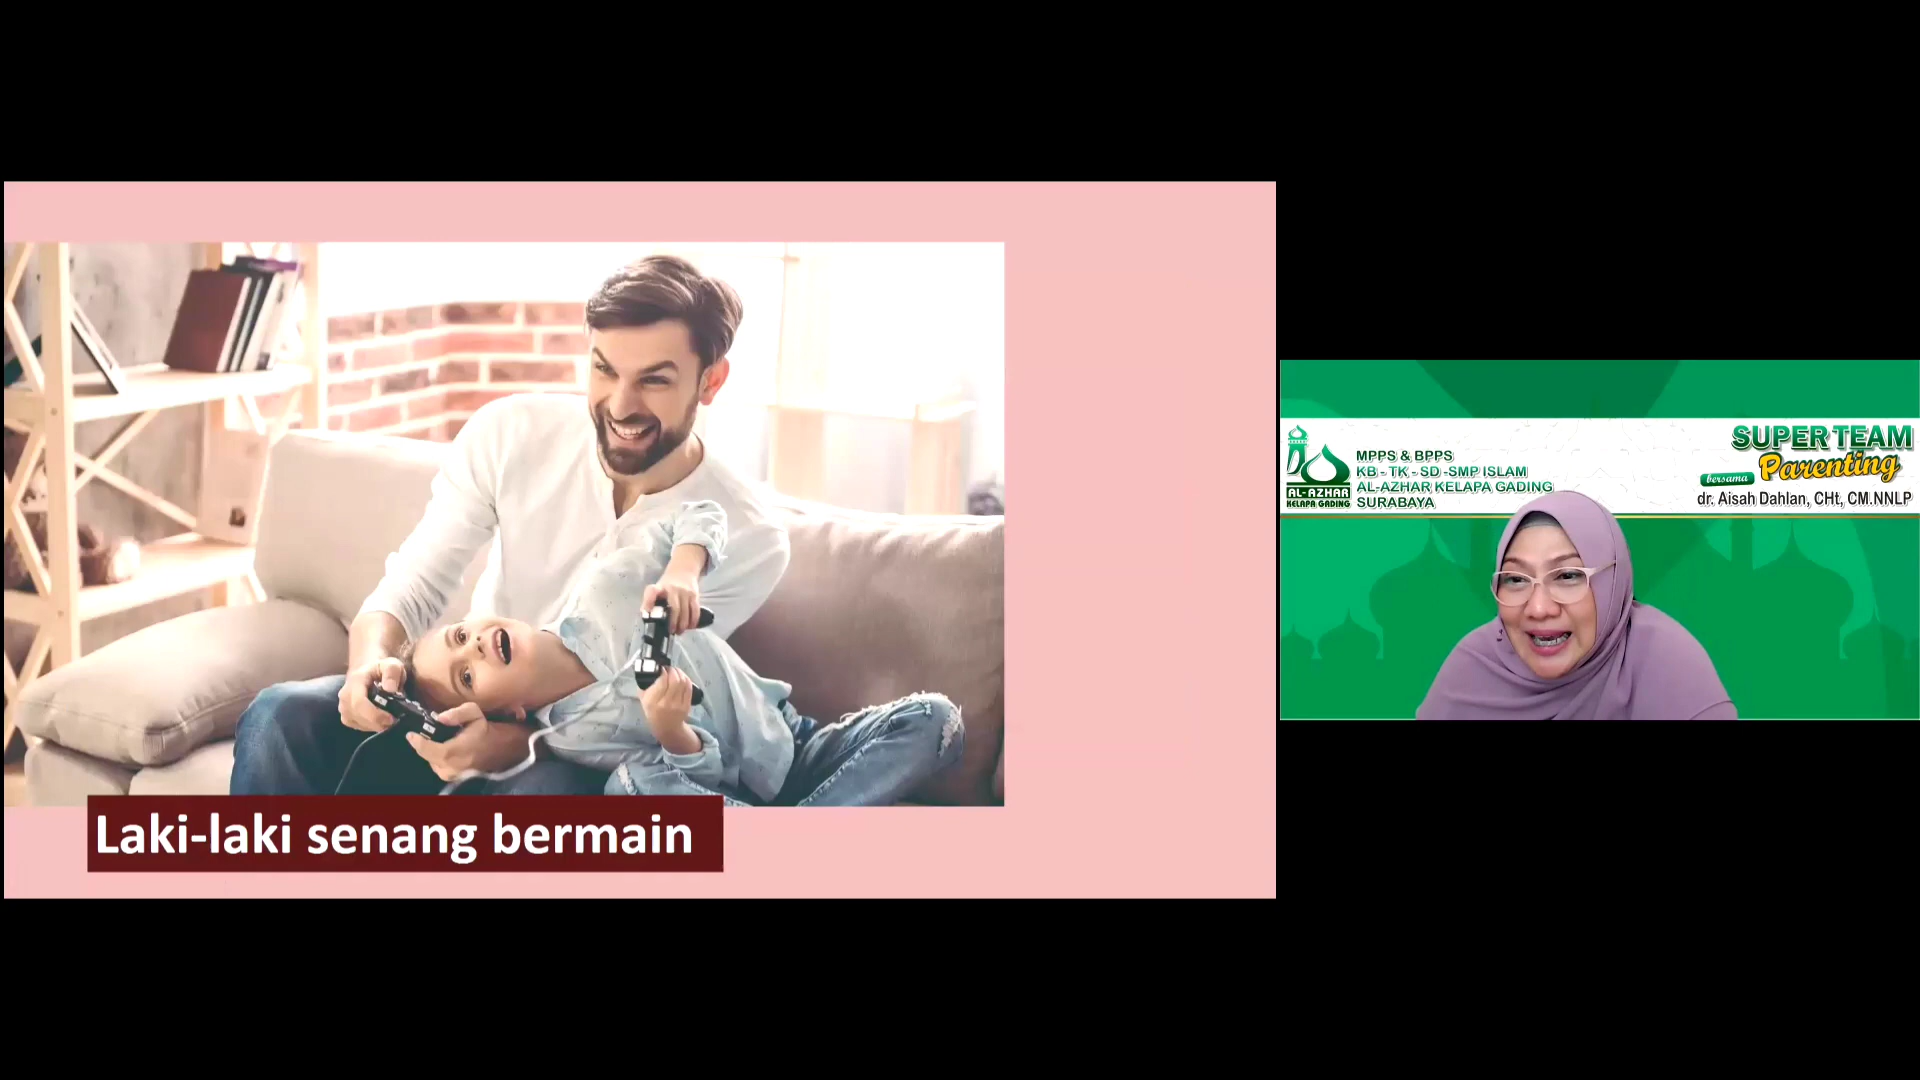 Laki-laki senang bermain
AL-AZHAR
KELAPA GADING
MPPS & BPPS
KB - TK - SD -SMP ISLAM
AL-AZHAR KELAPA GADING
SURABAYA
SUPER TEAM
bersama Parenting
dr. Aisah Dahlan, CHt, CM.NNLP